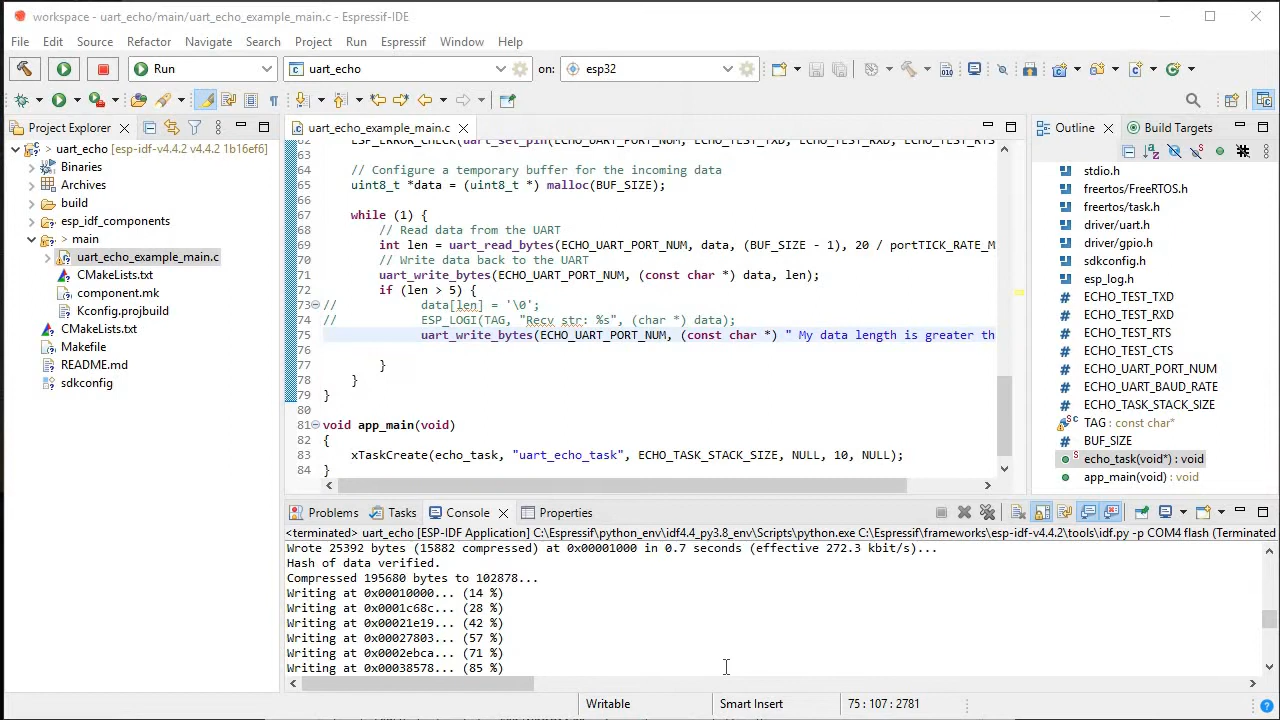 workspace - uart_echo/main/uart_echo_example_main.c - Espressif-IDE
File Edit Source Refactor Navigate Search Project Run Espressif Window Help
Run uart_echo on: esp32
Project Explorer
uart_echo [esp-idf-v4.4.2 v4.4.2 1b16ef6]
Binaries
Archives
build
esp_idf_components
> main
uart_echo_example_main.c
CMakeLists.txt
component.mk
Kconfig.projbuild
CMakeLists.txt
Makefile
README.md
sdkconfig
uart_echo_example_main.c
62 ESP_ERROR_CHECK(uart_set_pin(ECHO_UART_PORT_NUM, ECHO_TEST_TXD, ECHO_TEST_RXD, ECHO_TEST_RTS
63
64 // Configure a temporary buffer for the incoming data
65 uint8_t *data = (uint8_t *) malloc(BUF_SIZE);
66
67 while (1) {
68 // Read data from the UART
69 int len = uart_read_bytes(ECHO_UART_PORT_NUM, data, (BUF_SIZE - 1), 20 / portTICK_RATE_M
70 // Write data back to the UART
71 uart_write_bytes(ECHO_UART_PORT_NUM, (const char *) data, len);
72 if (len > 5) {
73 // data[len] = '\0';
74 // ESP_LOGI(TAG, "Recv str: %s", (char *) data);
75 uart_write_bytes(ECHO_UART_PORT_NUM, (const char *) " My data length is greater th
76
77 }
78 }
79 }
80
81 void app_main(void)
82 {
83 xTaskCreate(echo_task, "uart_echo_task", ECHO_TASK_STACK_SIZE, NULL, 10, NULL);
84 }
Outline Build Targets
stdio.h
freertos/FreeRTOS.h
freertos/task.h
driver/uart.h
driver/gpio.h
sdkconfig.h
esp_log.h
ECHO_TEST_TXD
ECHO_TEST_RXD
ECHO_TEST_RTS
ECHO_TEST_CTS
ECHO_UART_PORT_NUM
ECHO_UART_BAUD_RATE
ECHO_TASK_STACK_SIZE
TAG : const char*
BUF_SIZE
echo_task(void*) : void
app_main(void) : void
Problems Tasks Console Properties
<terminated> uart_echo [ESP-IDF Application] C:\Espressif\python_env\idf4.4_py3.8_env\Scripts\python.exe C:\Espressif\frameworks\esp-idf-v4.4.2\tools\idf.py -p COM4 flash (Terminated
Wrote 25392 bytes (15882 compressed) at 0x00001000 in 0.7 seconds (effective 272.3 kbit/s)...
Hash of data verified.
Compressed 195680 bytes to 102878...
Writing at 0x00010000... (14 %)
Writing at 0x0001c68c... (28 %)
Writing at 0x00021e19... (42 %)
Writing at 0x00027803... (57 %)
Writing at 0x0002ebca... (71 %)
Writing at 0x00038578... (85 %)
Writable Smart Insert 75 : 107 : 2781